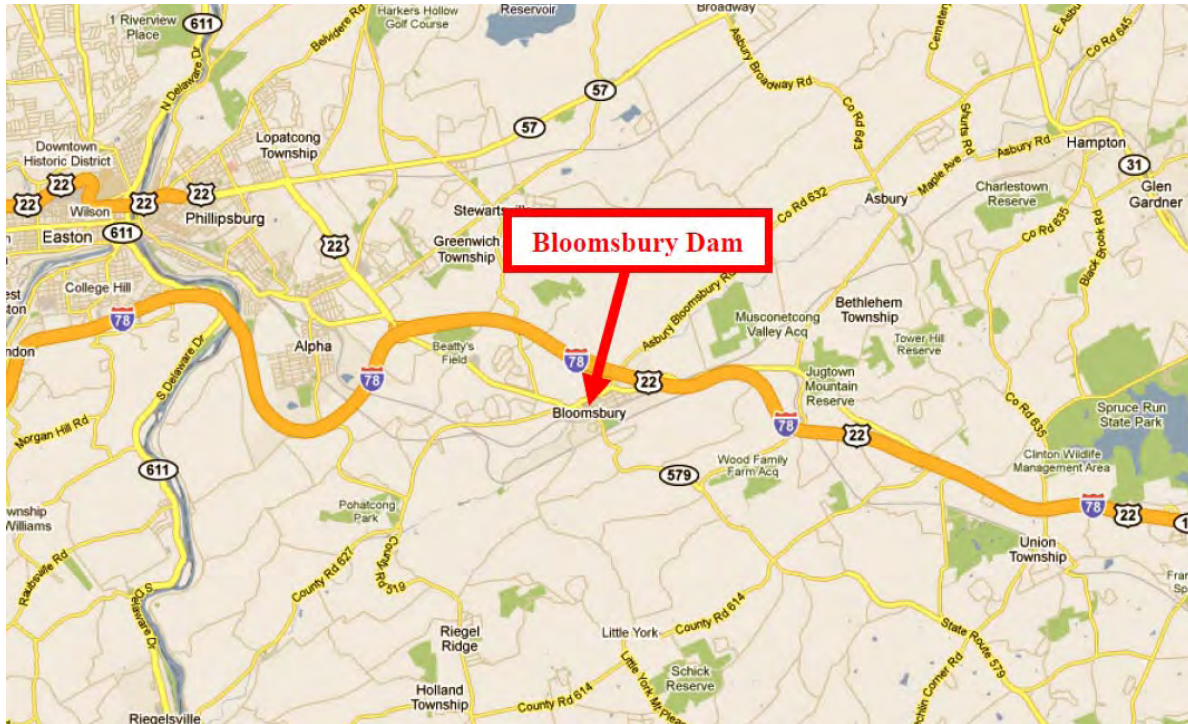 Harkers Hollow
Golf Course
Reservoir
Broadway
1 Riverview
Place
611
Belvidere Rd
N Delaware Dr
Asbury Broadway Rd
Cemetery
E Asbury
Co Rd 645
57
57
Co Rd 643
Shurts Rd
Lopatcong
Township
Downtown
Historic District
Hampton
Asbury Rd
Maple Ave
31
22
22
22
22
Wilson
Phillipsburg
Glen
Gardner
Charlestown
Reserve
Co Rd 632
Asbury
Stewartsville
611
Easton
22
Greenwich
Township
Bloomsbury Dam
Co Rd 635
Black Brook Rd
College Hill
78
Asbury Bloomsbury Rd
Musconetcong
Valley Acq
Bethlehem
Township
Tower Hill
Reserve
S Delaware Dr
Alpha
Beatty's
Field
78
78
22
Jugtown
Mountain
Reserve
Bloomsbury
Co Rd 635
Spruce Run
State Park
Morgan Hill Rd
78
22
Wood Family
Farm Acq
Clinton Wildlife
Management Area
611
579
Pohatcong
Park
78
22
Williams
Union
Township
Raubsville Rd
County Rd 627
County Rd 519
S Delaware Dr
County Rd 614
Little York
Riegel
Ridge
State Route 579
Schick
Reserve
Holland
Township
County Rd 614
Riegelsville